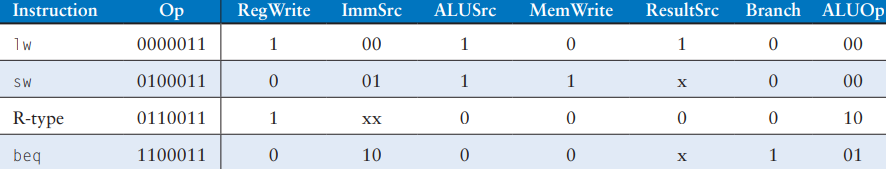 Instruction Op RegWrite ImmSrc ALUSrc MemWrite ResultSrc Branch ALUOp
lw 0000011 1 00 1 0 1 0 00
sw 0100011 0 01 1 1 x 0 00
R-type 0110011 1 xx 0 0 0 0 10
beq 1100011 0 10 0 0 x 1 01